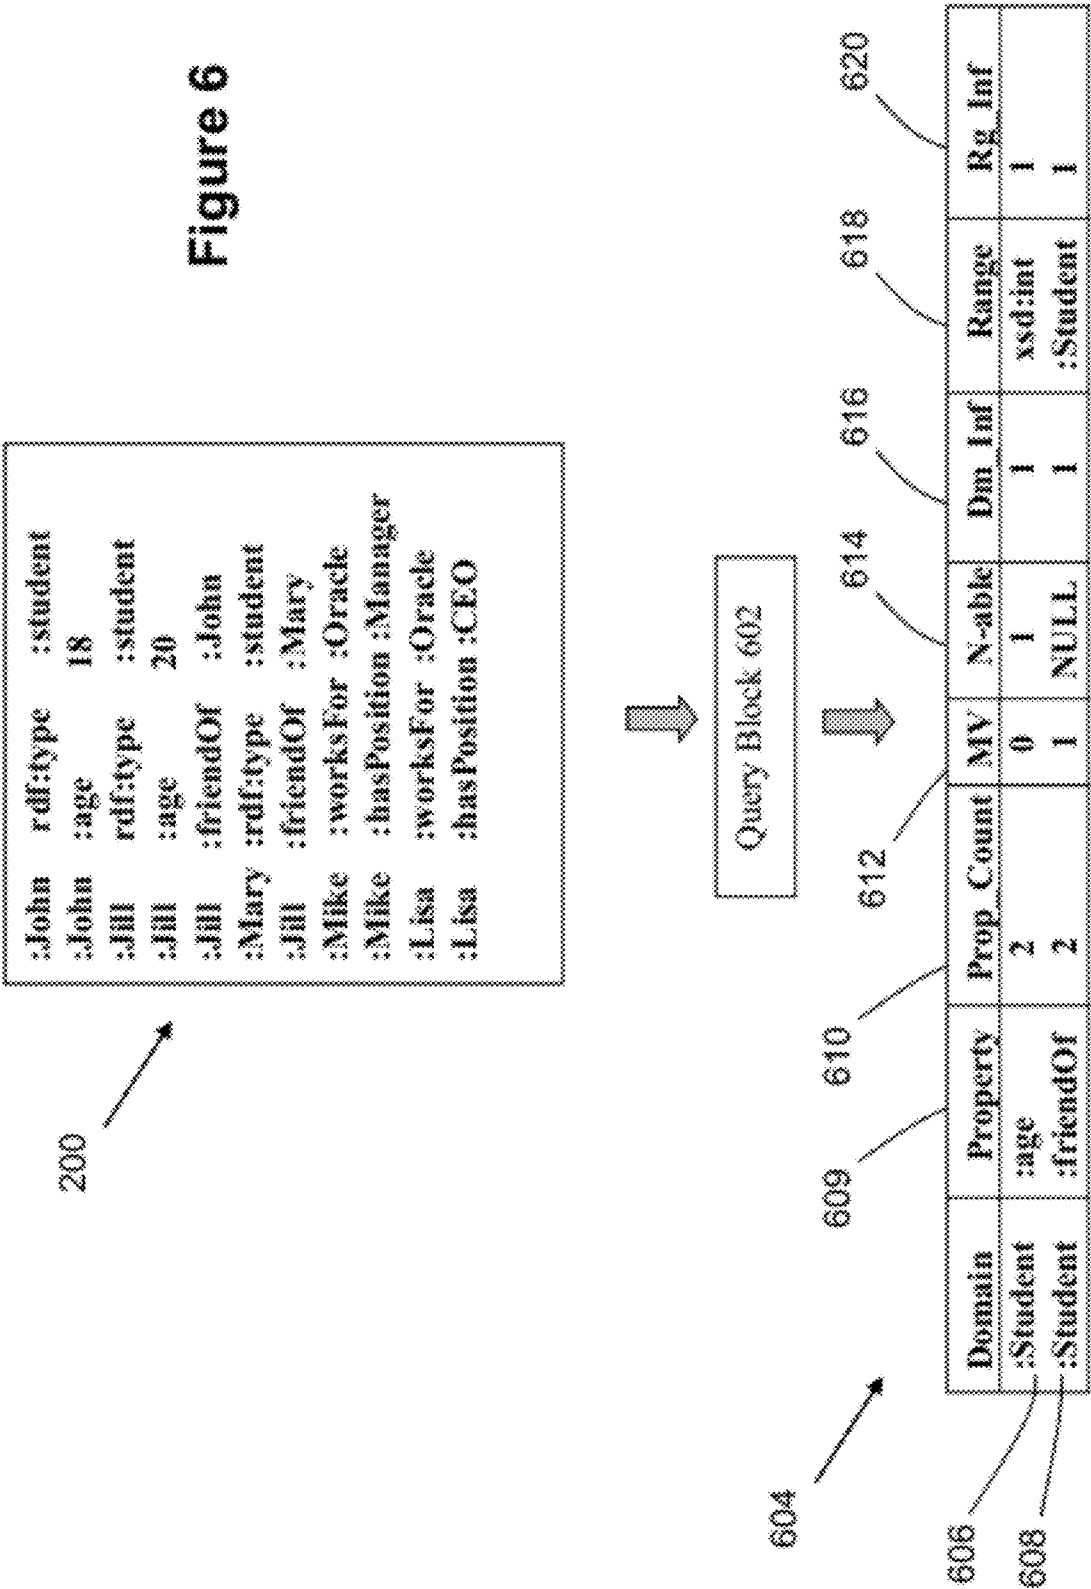 Figure 6
200
:John rdf:type :student
:John :age 18
:Jill rdf:type :student
:Jill :age 20
:Jill :friendOf :John
:Mary :rdf:type :student
:Jill :friendOf :Mary
:Mike :worksFor :Oracle
:Mike :hasPosition :Manager
:Lisa :worksFor :Oracle
:Lisa :hasPosition :CEO
Query Block 602
604
609 610 612 614 616 618 620
Domain Property Prop_Count MV N-able Dm_Inf Range Rg_Inf
:Student :age 2 0 1 1 xsd:int 1
:Student :friendOf 2 1 NULL 1 :Student 1
606
608